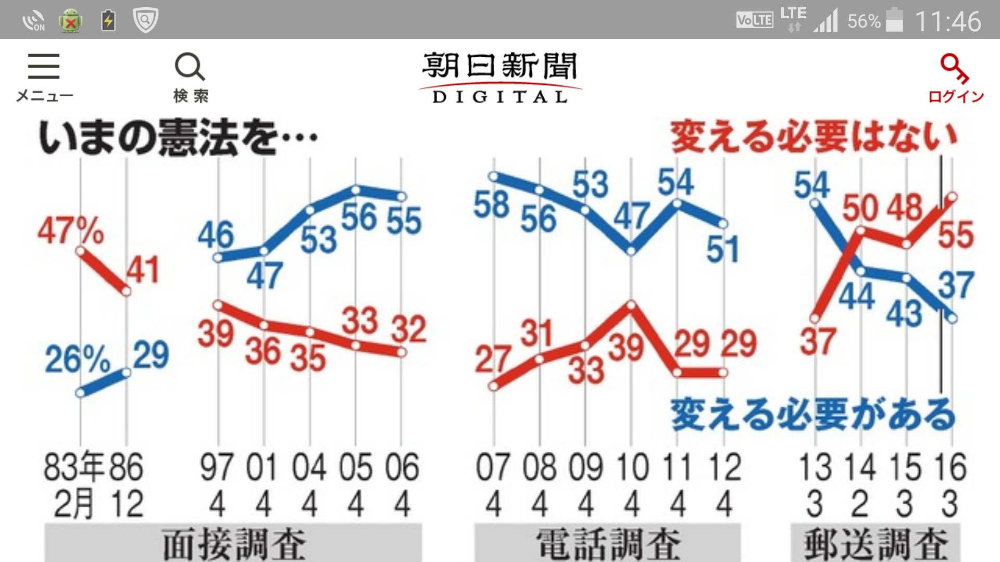 ON
VoLTE LTE 56% 11:46
メニュー
検索
朝日新聞
DIGITAL
ログイン
いまの憲法を…
変える必要はない
47% 41
26% 29
46 47 53 56 55
39 36 35 33 32
58 56 53 47 54 51
27 31 33 39 29 29
54 44 43 37
37 50 48 55
変える必要がある
83年 86 97 01 04 05 06 07 08 09 10 11 12 13 14 15 16
2月 12 4 4 4 4 4 4 4 4 4 4 4 3 2 3 3
面接調査 電話調査 郵送調査